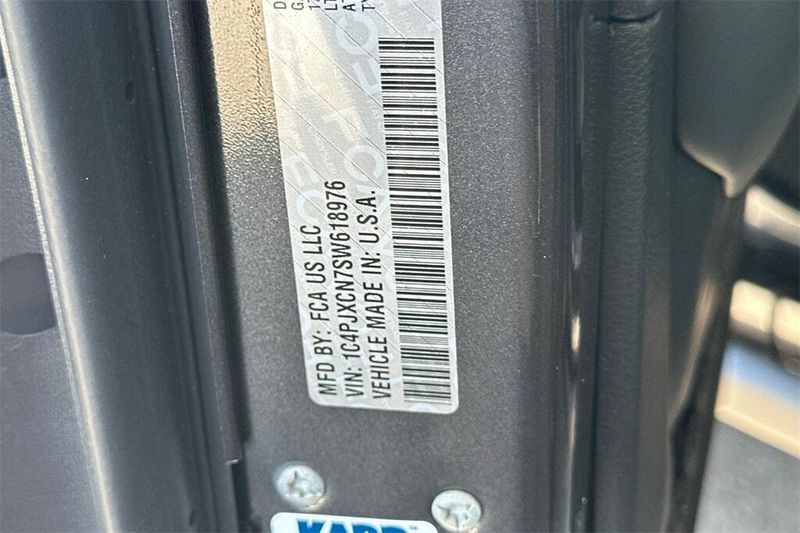 MFD BY: FCA US LLC
VIN: 1C4PJXCN7SW618976
VEHICLE MADE IN: U.S.A.